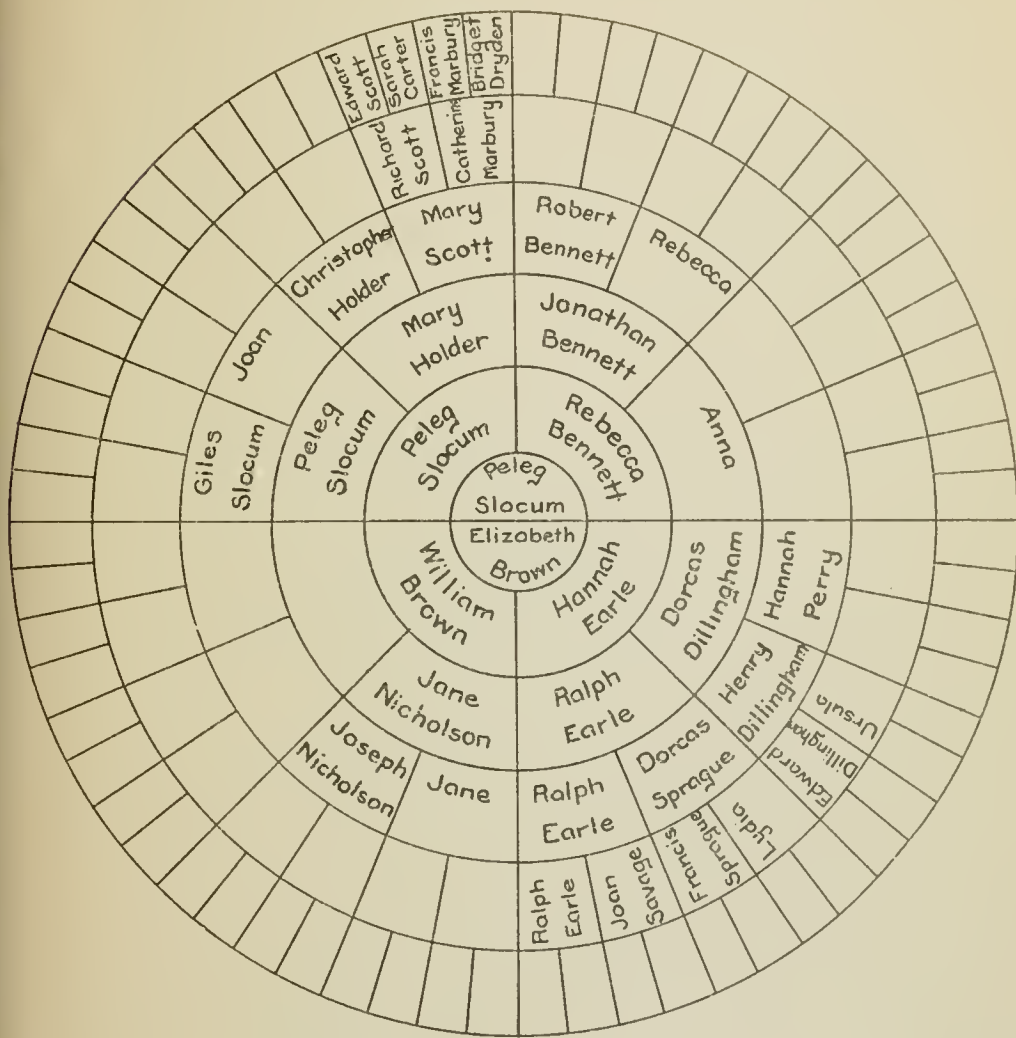 Edward
Scott
Sarah
Carter
Francis
Marbury
Bridget
Dryden
Richard
Scott
Catherine
Marbury
Christopher
Holder
Mary
Scott
Robert
Bennett
Rebecca
Joan
Giles
Slocum
Peleg
Slocum
Mary
Holder
Jonathan
Bennett
Anna
Peleg
Slocum
Rebecca
Bennett
Peleg
Slocum
Elizabeth
Brown
William
Brown
Hannah
Earle
Jane
Nicholson
Ralph
Earle
Dorcas
Dillingham
Joseph
Nicholson
Jane
Ralph
Earle
Dorcas
Sprague
Henry
Dillingham
Hannah
Perry
Ralph
Earle
Joan
Savage
Francis
Sprague
Lydia
Edward
Dillingham
Ursula